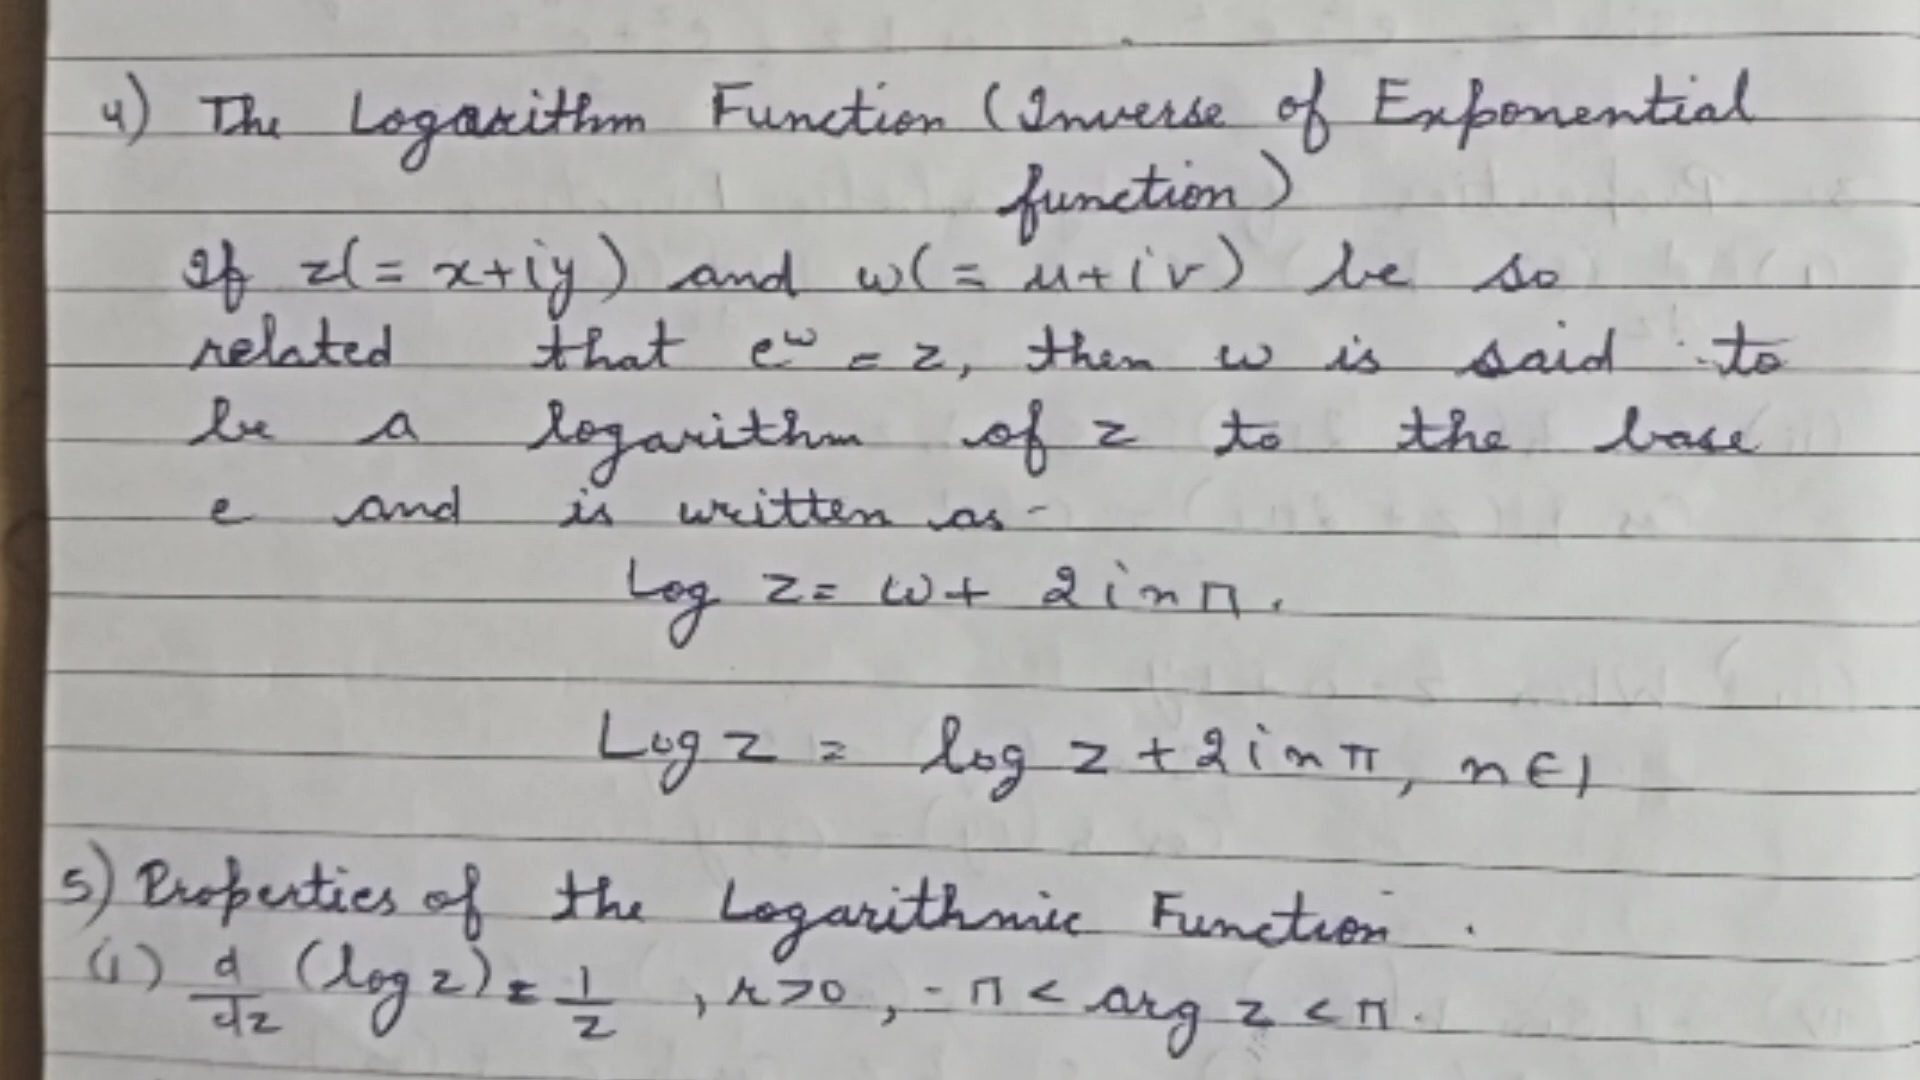 4) The Logarithm Function (Inverse of Exponential
function)
If z(= x+iy) and w(= u+iv) be so
related that e^w = z, then w is said to
be a logarithm of z to the base
e and is written as -
Log z = w + 2inπ.
Log z = log z + 2inπ, n∈I
5) Properties of the Logarithmic Function.
(i) d/dz (log z) = 1/z, r>0, -π < arg z < π.